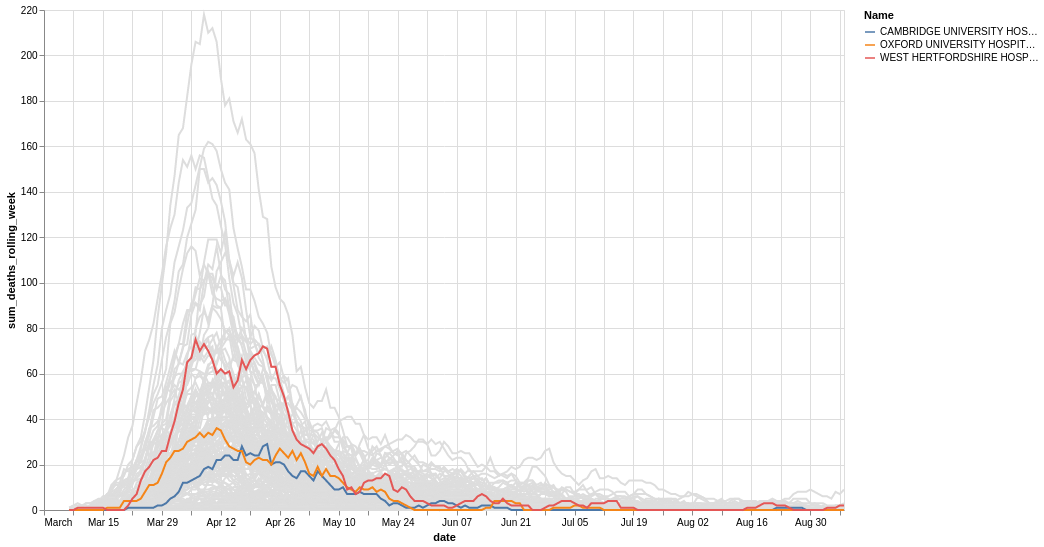 220
200
180
160
140
120
100
80
60
40
20
0
sum_deaths_rolling_week
March Mar 15 Mar 29 Apr 12 Apr 26 May 10 May 24 Jun 07 Jun 21 Jul 05 Jul 19 Aug 02 Aug 16 Aug 30
date
Name
CAMBRIDGE UNIVERSITY HOS…
OXFORD UNIVERSITY HOSPIT…
WEST HERTFORDSHIRE HOSP…